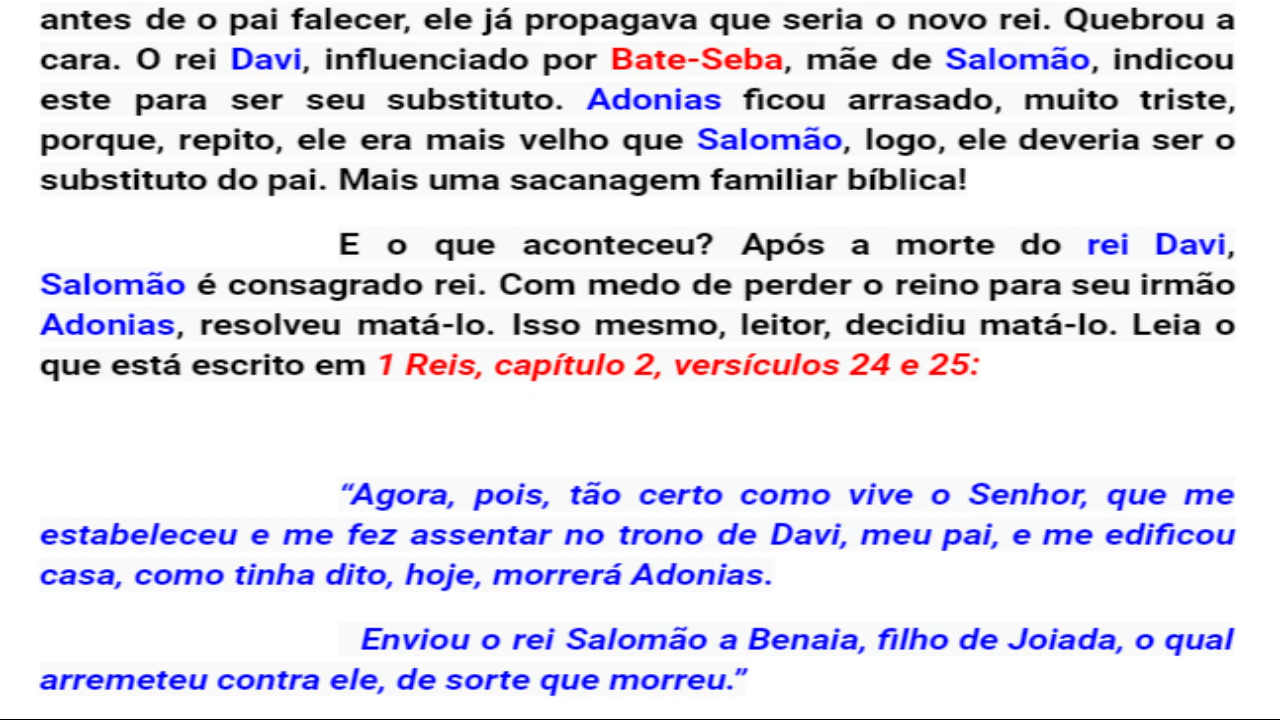 antes de o pai falecer, ele já propagava que seria o novo rei. Quebrou a
cara. O rei Davi, influenciado por Bate-Seba, mãe de Salomão, indicou
este para ser seu substituto. Adonias ficou arrasado, muito triste,
porque, repito, ele era mais velho que Salomão, logo, ele deveria ser o
substituto do pai. Mais uma sacanagem familiar bíblica!
E o que aconteceu? Após a morte do rei Davi,
Salomão é consagrado rei. Com medo de perder o reino para seu irmão
Adonias, resolveu matá-lo. Isso mesmo, leitor, decidiu matá-lo. Leia o
que está escrito em 1 Reis, capítulo 2, versículos 24 e 25:
“Agora, pois, tão certo como vive o Senhor, que me
estabeleceu e me fez assentar no trono de Davi, meu pai, e me edificou
casa, como tinha dito, hoje, morrerá Adonias.
Enviou o rei Salomão a Benaia, filho de Joiada, o qual
arremeteu contra ele, de sorte que morreu.”